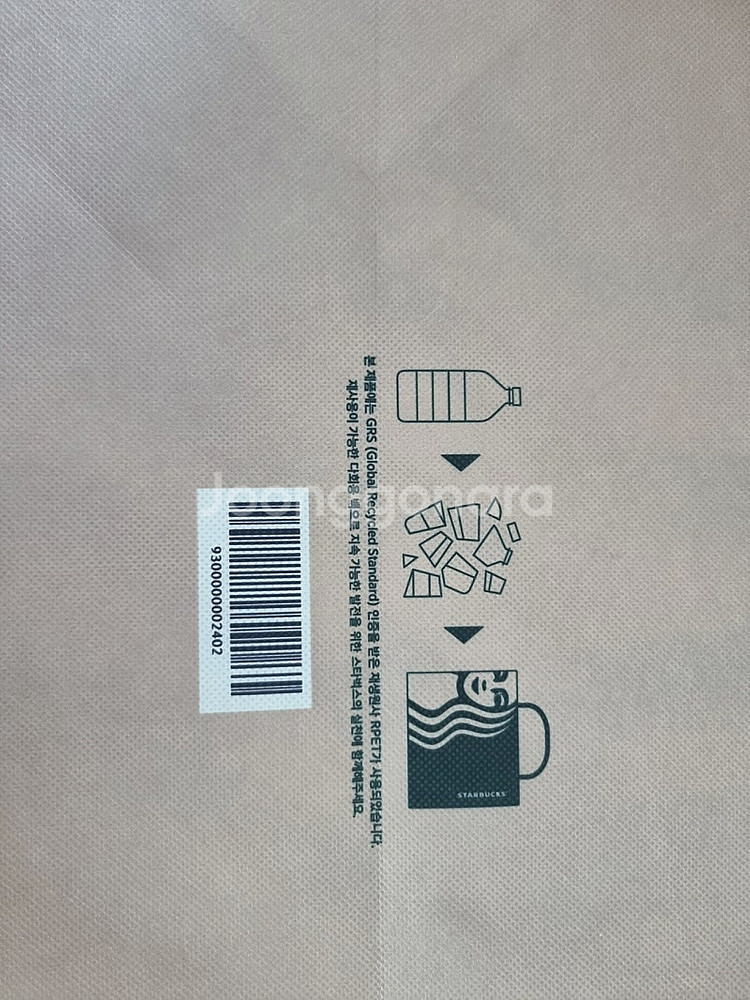 STARBUCKS
본 제품에는 GRS (Global Recycled Standard) 인증을 받은 재생원사 RPET가 사용되었습니다.
재사용이 가능한 다회용 백으로 지속 가능한 발전을 위한 스타벅스의 실천에 함께해주세요.
9300000002402
Joonggonara